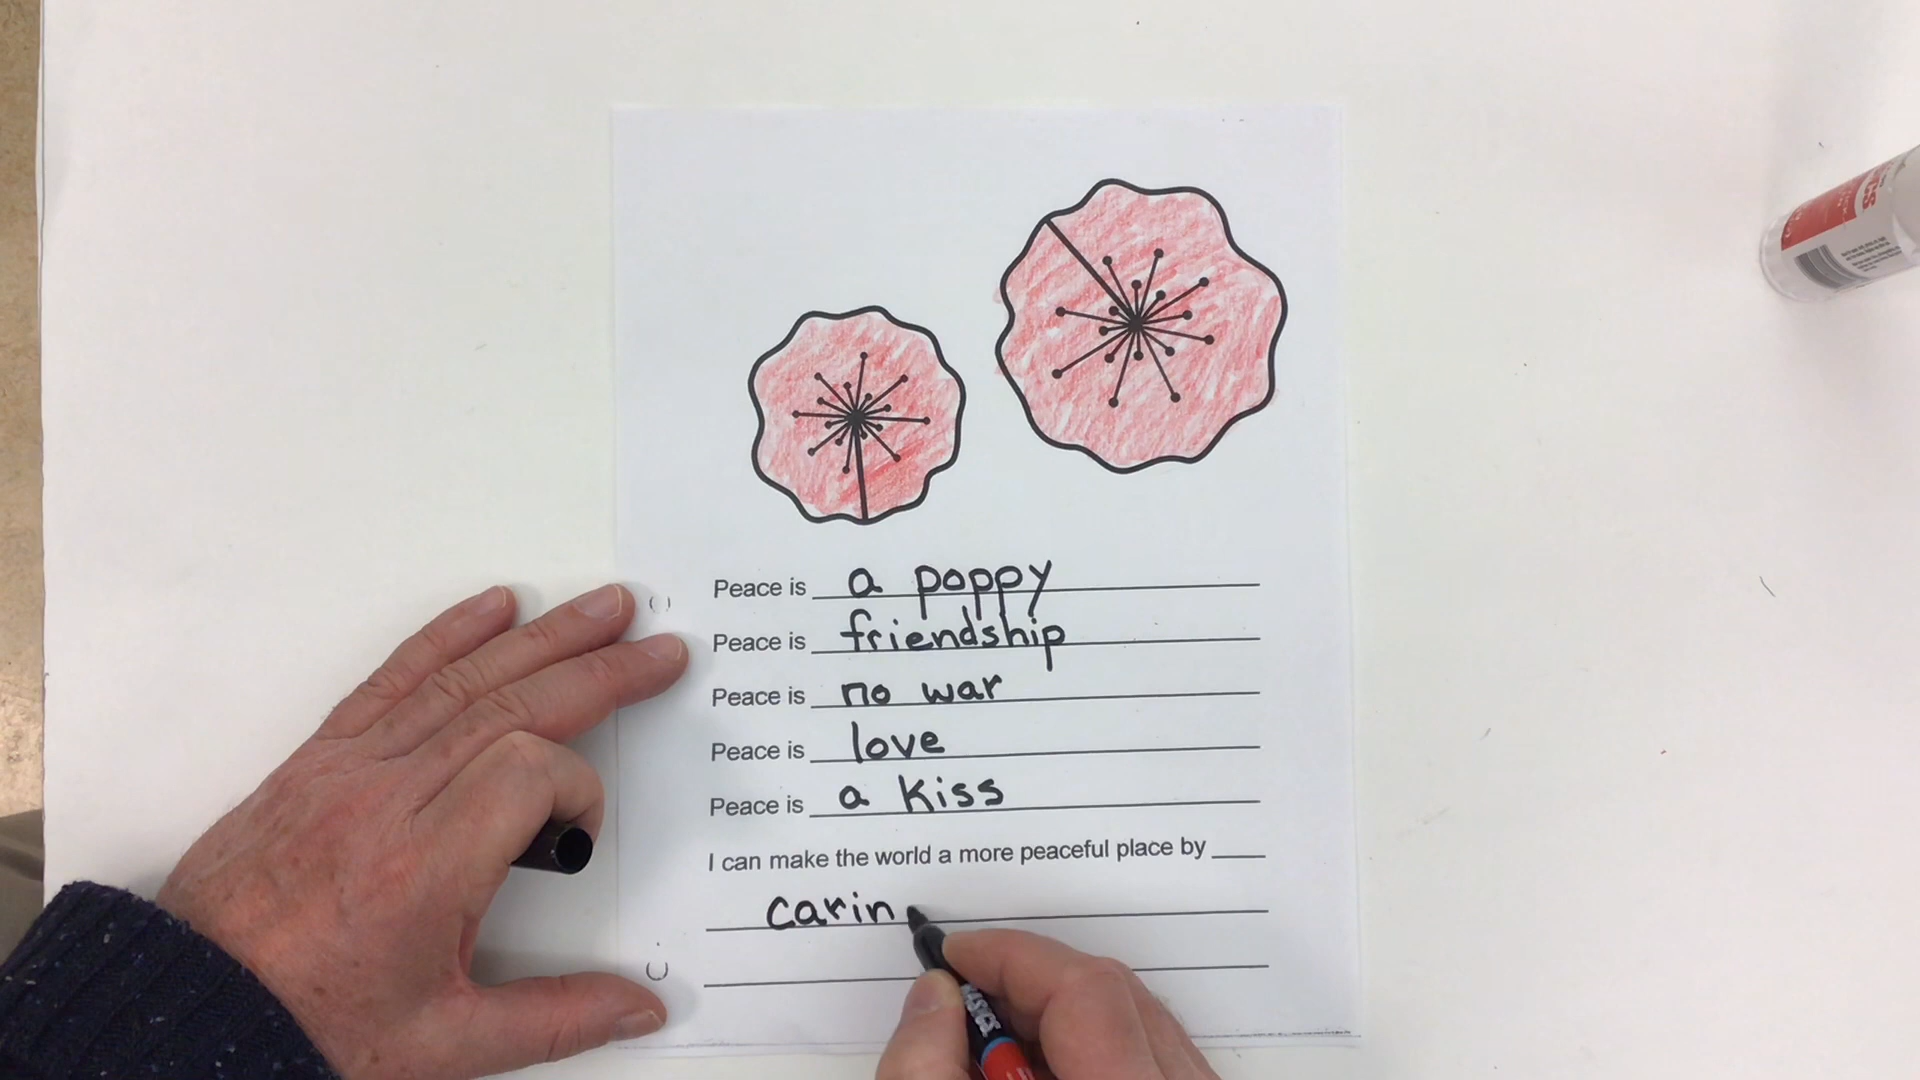 Peace is a poppy
Peace is friendship
Peace is no war
Peace is love
Peace is a kiss
I can make the world a more peaceful place by
carin